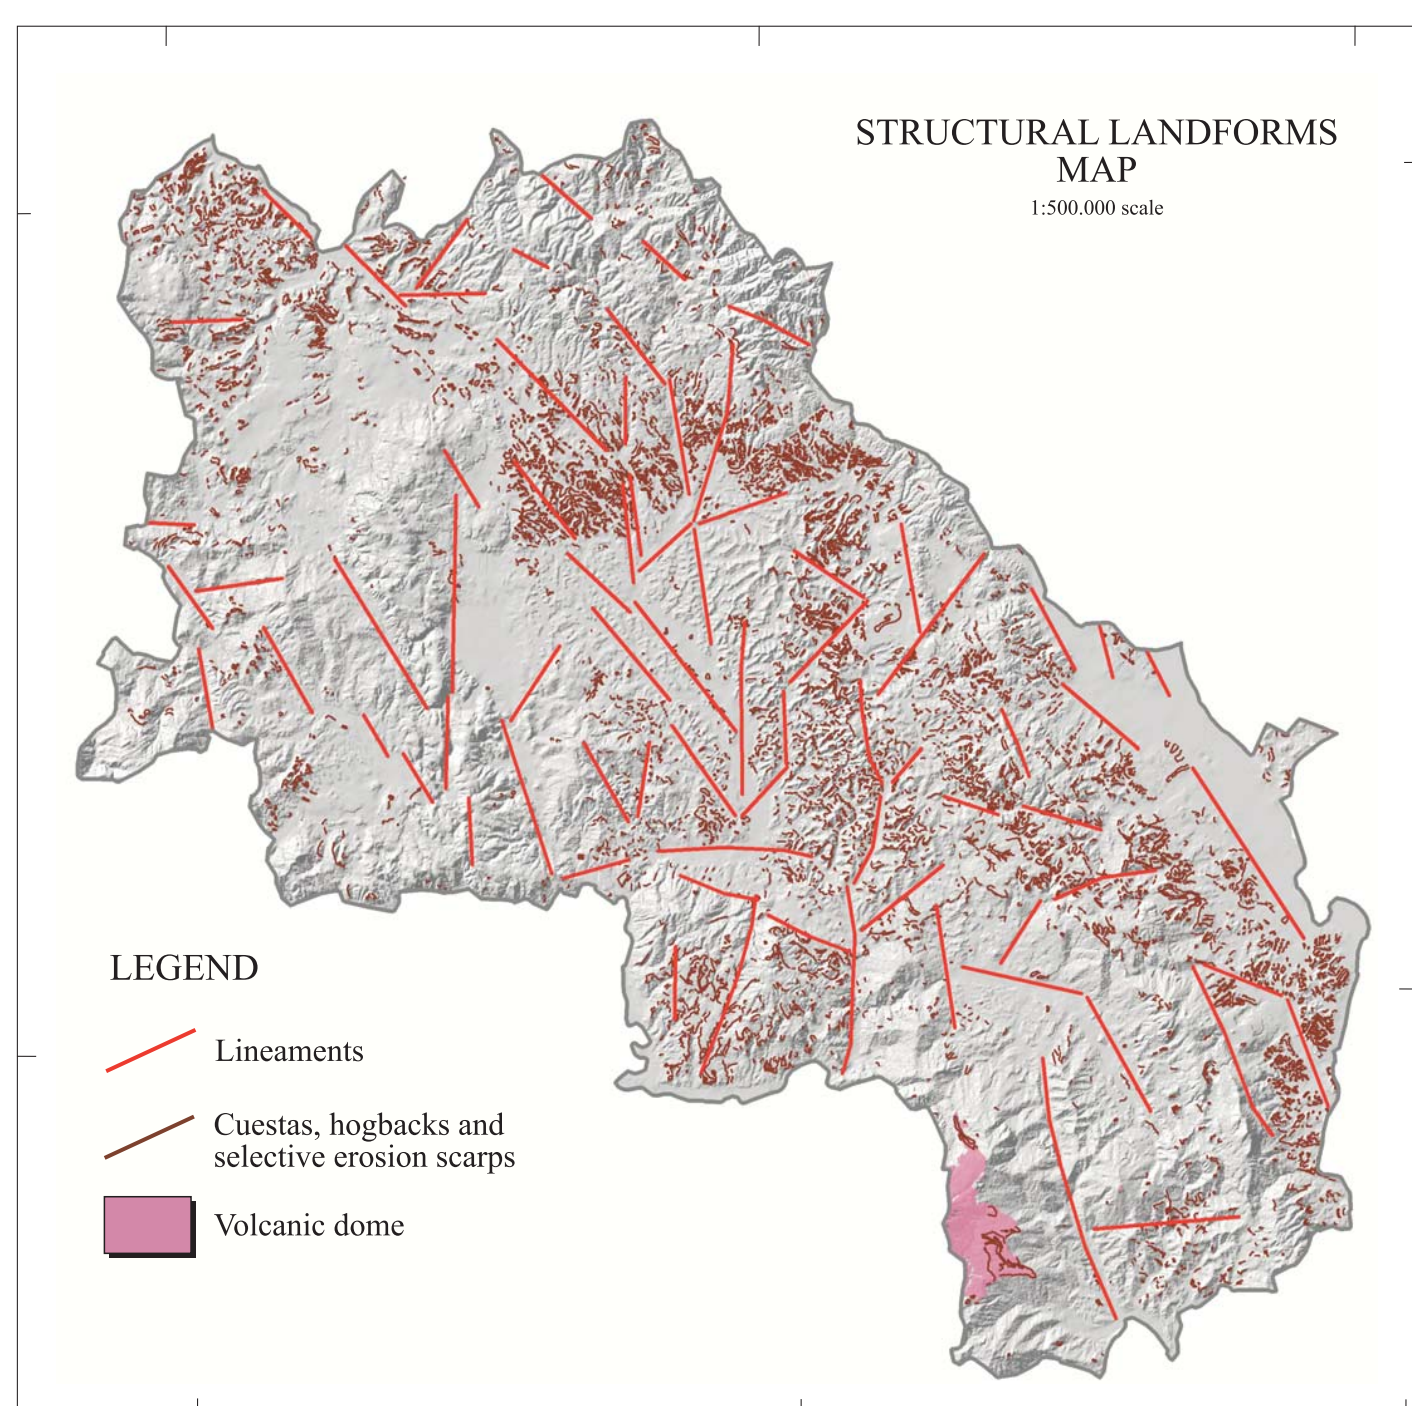 STRUCTURAL LANDFORMS
MAP
1:500.000 scale
LEGEND
Lineaments
Cuestas, hogbacks and
selective erosion scarps
Volcanic dome